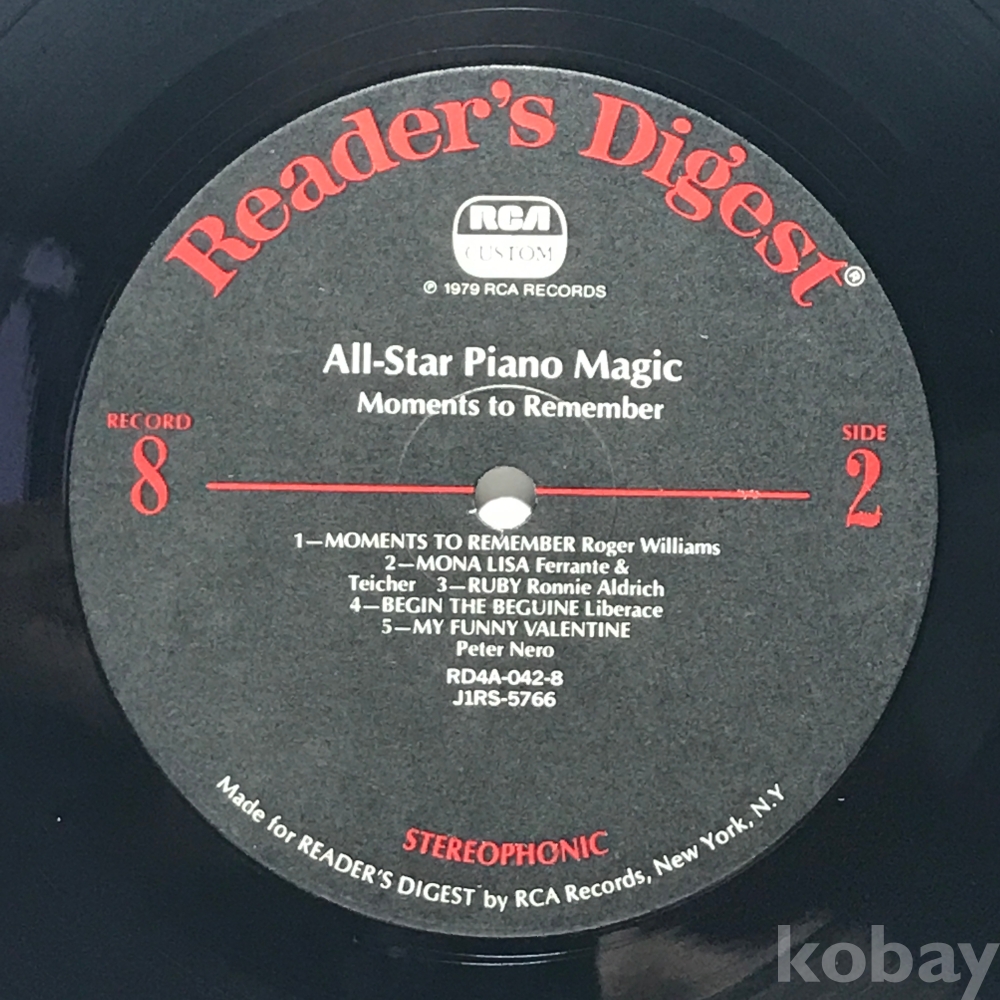 Reader's Digest®
RCA
CUSTOM
℗ 1979 RCA RECORDS
All-Star Piano Magic
Moments to Remember
RECORD
8
SIDE
2
1—MOMENTS TO REMEMBER Roger Williams
2—MONA LISA Ferrante &
Teicher 3—RUBY Ronnie Aldrich
4—BEGIN THE BEGUINE Liberace
5—MY FUNNY VALENTINE
Peter Nero
RD4A-042-8
J1RS-5766
STEREOPHONIC
Made for READER'S DIGEST by RCA Records, New York, N.Y
kobay